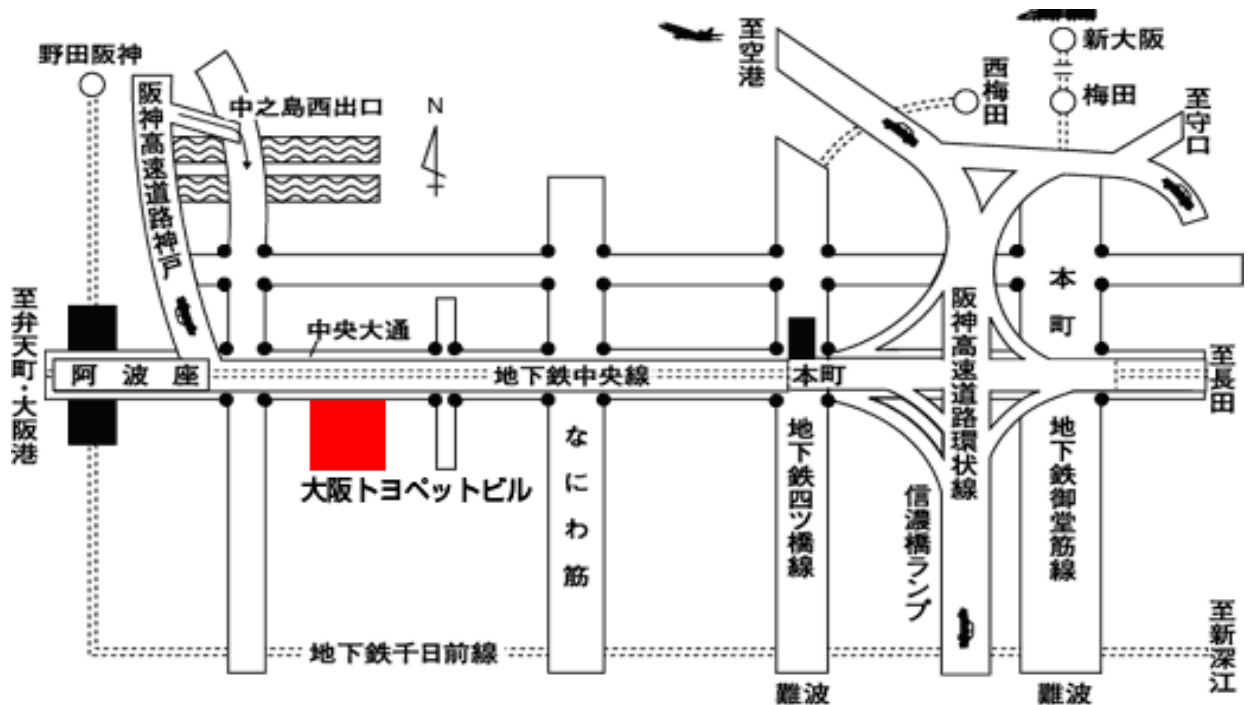 野田阪神
中之島西出口
阪神高速道路神戸
N
至空港
西梅田
新大阪
梅田
至守口
至弁天町・大阪港
阿波座
中央大通
地下鉄中央線
本町
本町
阪神高速道路環状線
至長田
大阪トヨペットビル
なにわ筋
地下鉄四ツ橋線
信濃橋ランプ
地下鉄御堂筋線
地下鉄千日前線
至新深江
難波
難波